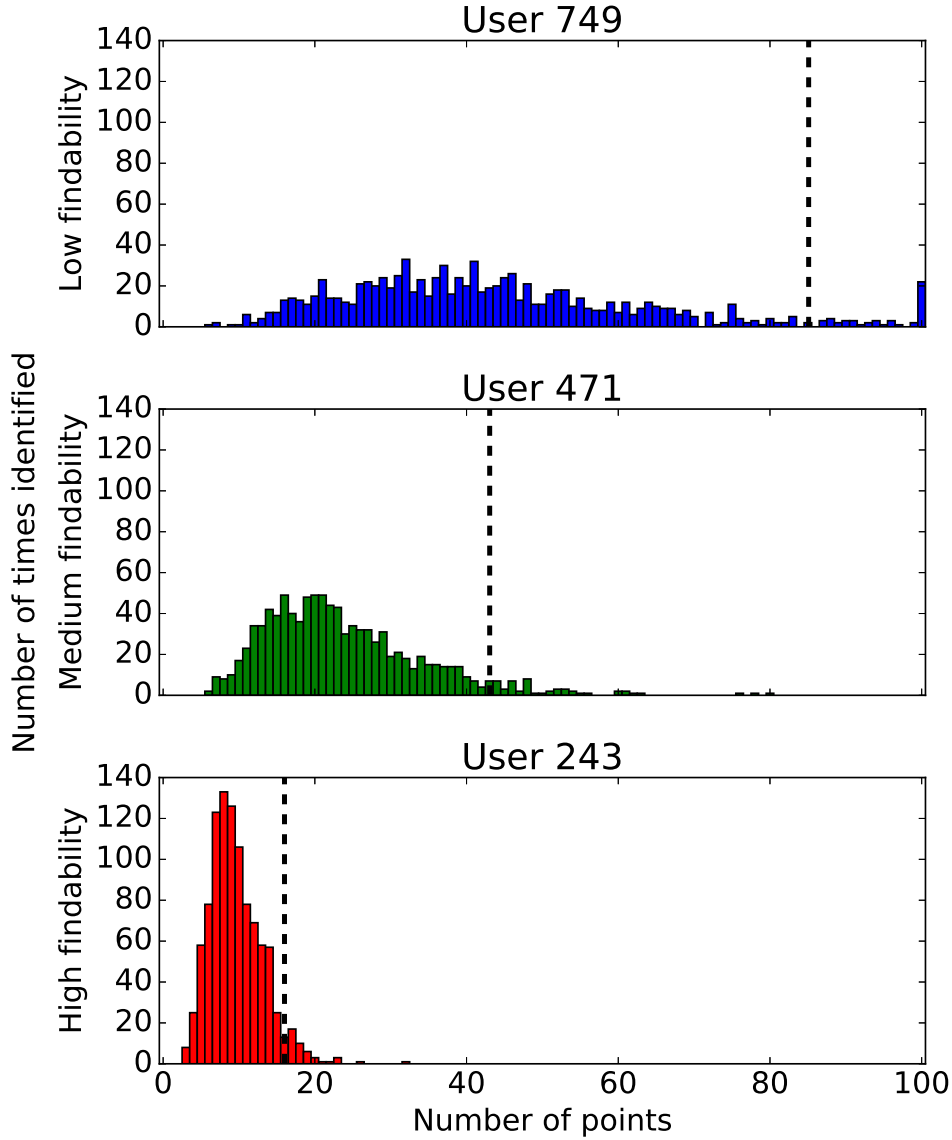 User 749
140
120
100
80
60
40
20
0
Low findability
User 471
140
120
100
80
60
40
20
0
Medium findability
Number of times identified
User 243
140
120
100
80
60
40
20
0
High findability
0 20 40 60 80 100
Number of points